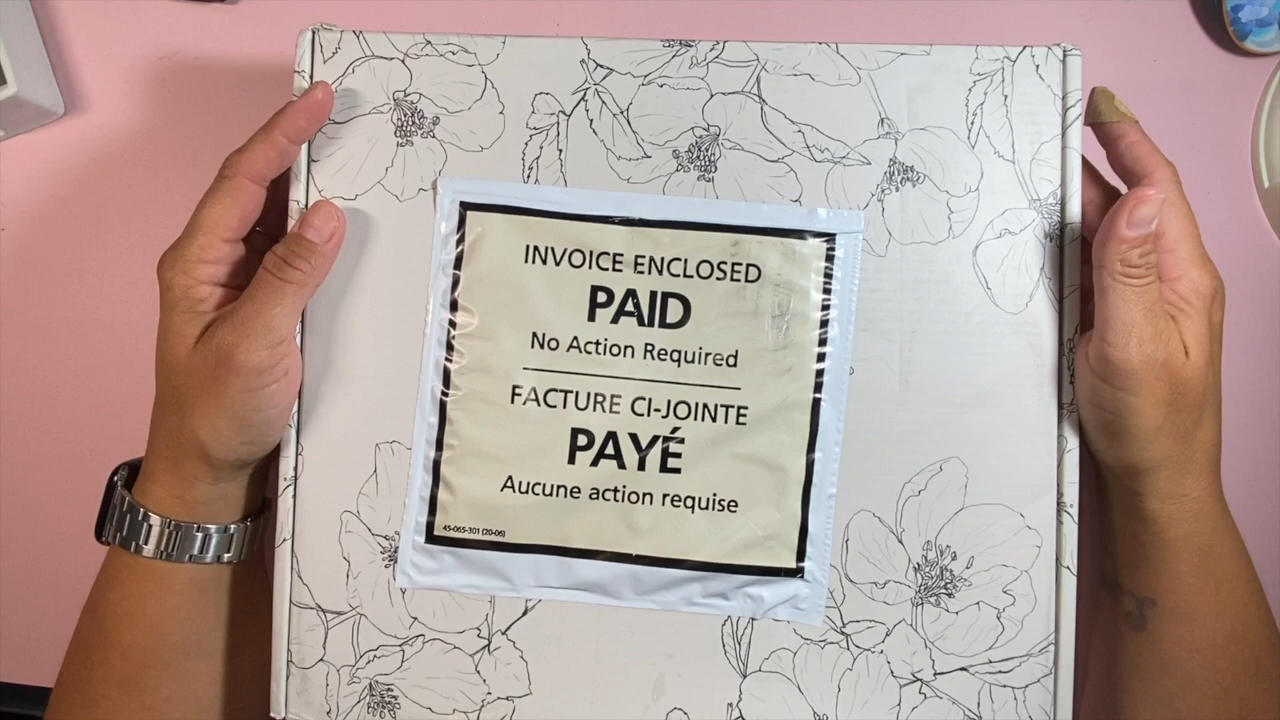 INVOICE ENCLOSED
PAID
No Action Required
FACTURE CI-JOINTE
PAYÉ
Aucune action requise
45-065-301 (20-06)